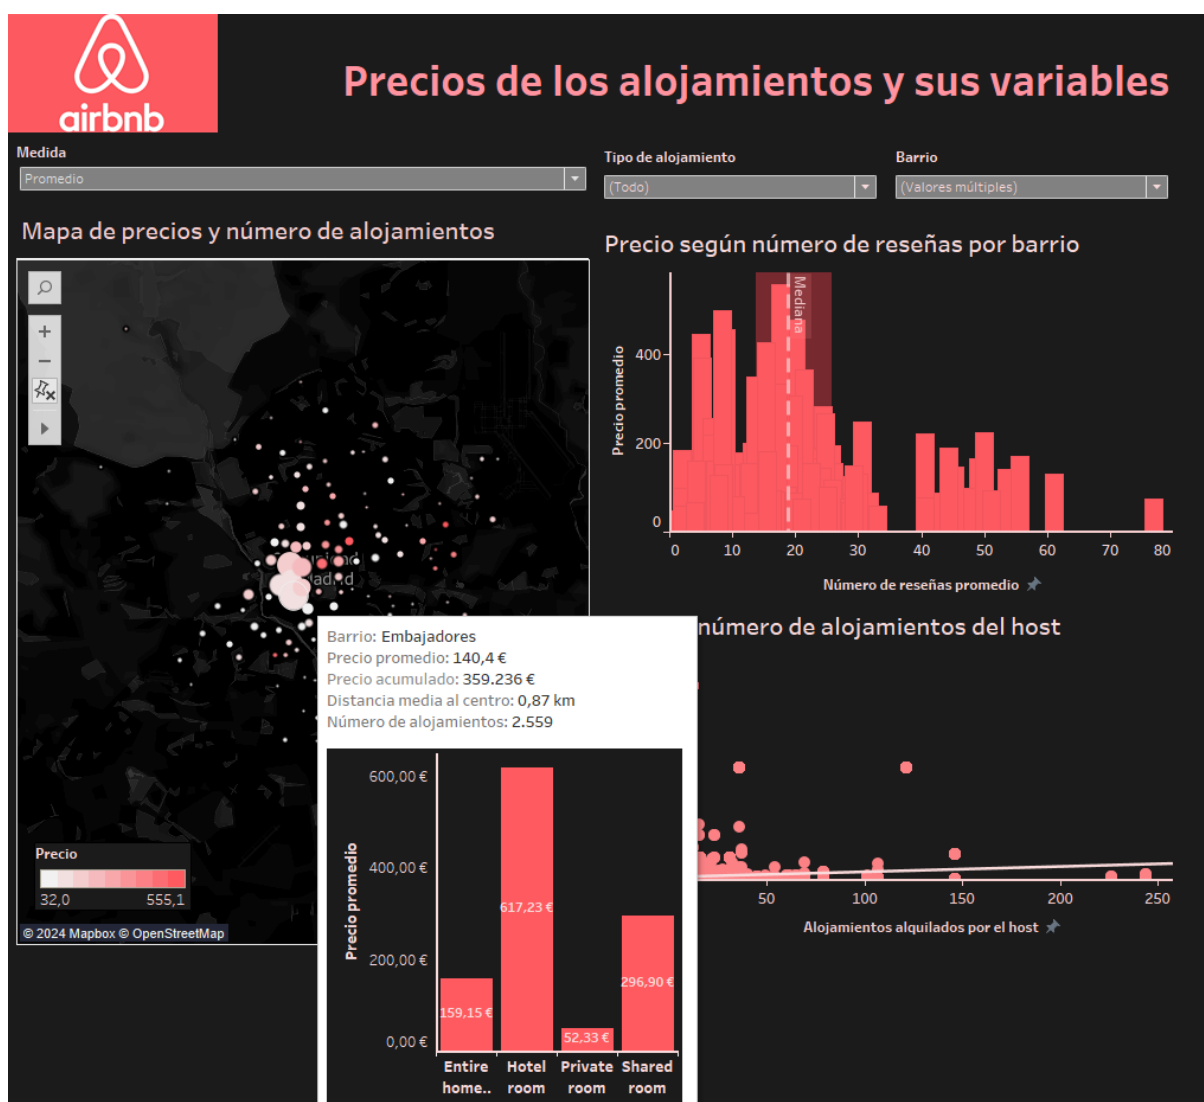 airbnb
Precios de los alojamientos y sus variables
Medida
Promedio
Tipo de alojamiento
(Todo)
Barrio
(Valores múltiples)
Mapa de precios y número de alojamientos
Precio
32,0 555,1
© 2024 Mapbox © OpenStreetMap
Precio según número de reseñas por barrio
Precio promedio
400
200
0
Mediana
0 10 20 30 40 50 60 70 80
Número de reseñas promedio
número de alojamientos del host
50 100 150 200 250
Alojamientos alquilados por el host
Barrio: Embajadores
Precio promedio: 140,4 €
Precio acumulado: 359.236 €
Distancia media al centro: 0,87 km
Número de alojamientos: 2.559
Precio promedio
600,00 €
400,00 €
200,00 €
0,00 €
159,15 €
617,23 €
52,33 €
296,90 €
Entire home..
Hotel room
Private room
Shared room